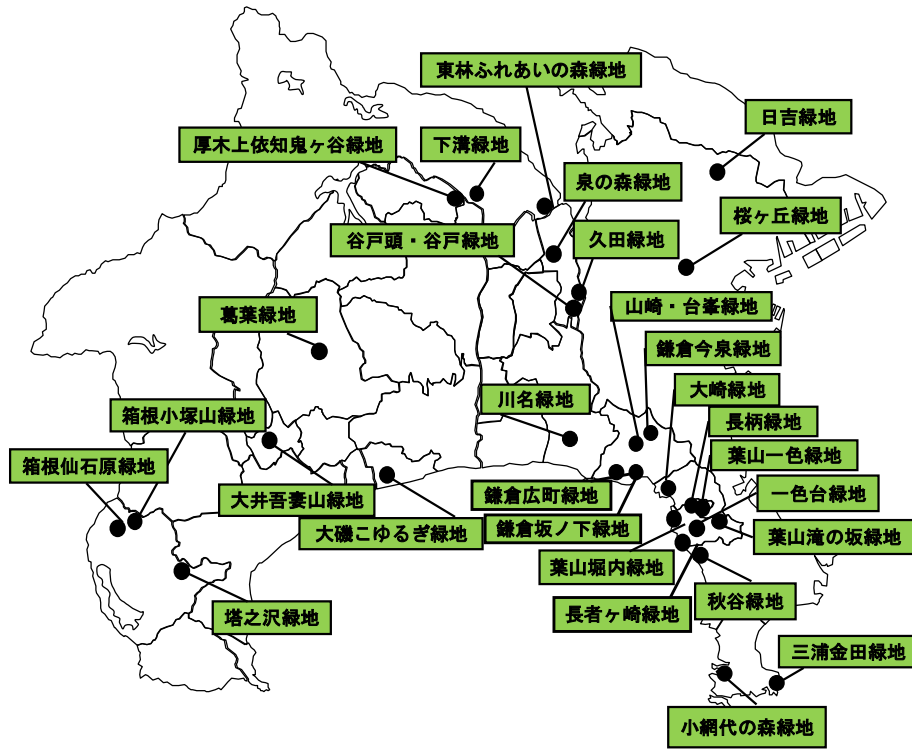 東林ふれあいの森緑地
日吉緑地
厚木上依知鬼ヶ谷緑地
下溝緑地
泉の森緑地
桜ヶ丘緑地
谷戸頭・谷戸緑地
久田緑地
葛葉緑地
山崎・台峯緑地
鎌倉今泉緑地
大崎緑地
川名緑地
箱根小塚山緑地
長柄緑地
葉山一色緑地
箱根仙石原緑地
大井吾妻山緑地
鎌倉広町緑地
一色台緑地
大磯こゆるぎ緑地
鎌倉坂ノ下緑地
葉山滝の坂緑地
葉山堀内緑地
塔之沢緑地
長者ヶ崎緑地
秋谷緑地
三浦金田緑地
小網代の森緑地